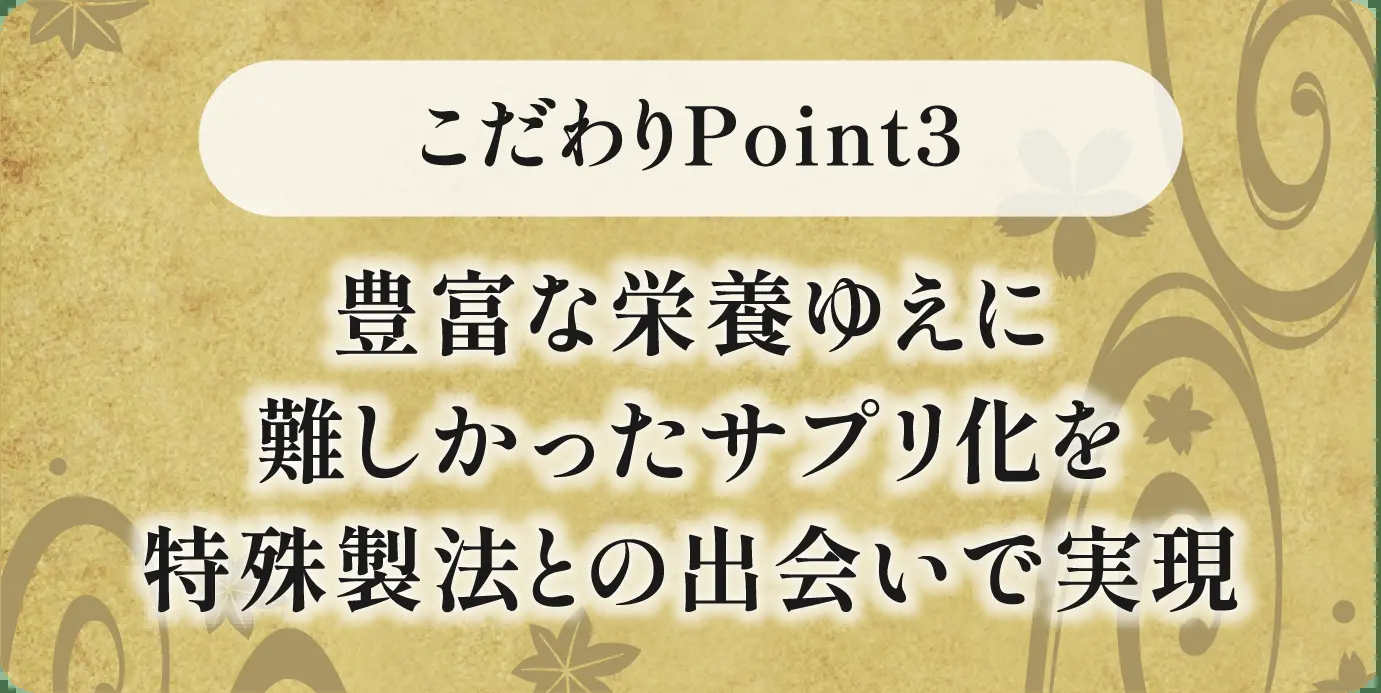 こだわりPoint3
豊富な栄養ゆえに
難しかったサプリ化を
特殊製法との出会いで実現